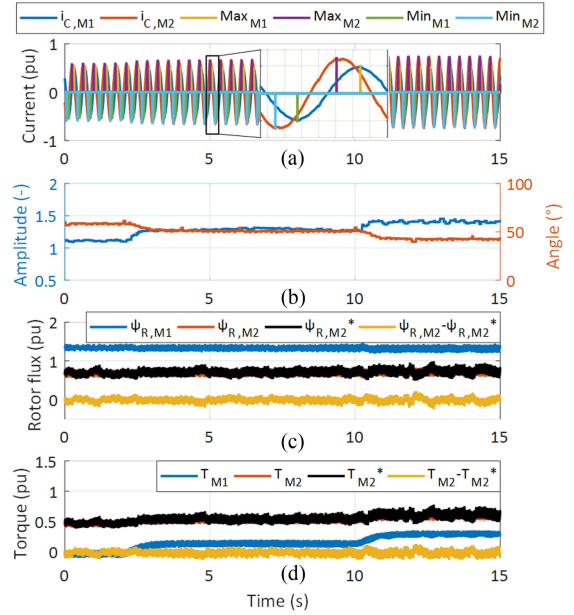 i_C,M1 i_C,M2 Max_M1 Max_M2 Min_M1 Min_M2
Current (pu)
1
0
-1
0 5 10 15
(a)
Amplitude (-)
2
1.5
1
0.5
Angle (°)
100
50
0
0 5 10 15
(b)
Ψ_R,M1 Ψ_R,M2 Ψ_R,M2* Ψ_R,M2-Ψ_R,M2*
Rotor flux (pu)
2
1
0
0 5 10 15
(c)
T_M1 T_M2 T_M2* T_M2-T_M2*
Torque (pu)
1.5
1
0.5
0
0 5 10 15
(d)
Time (s)